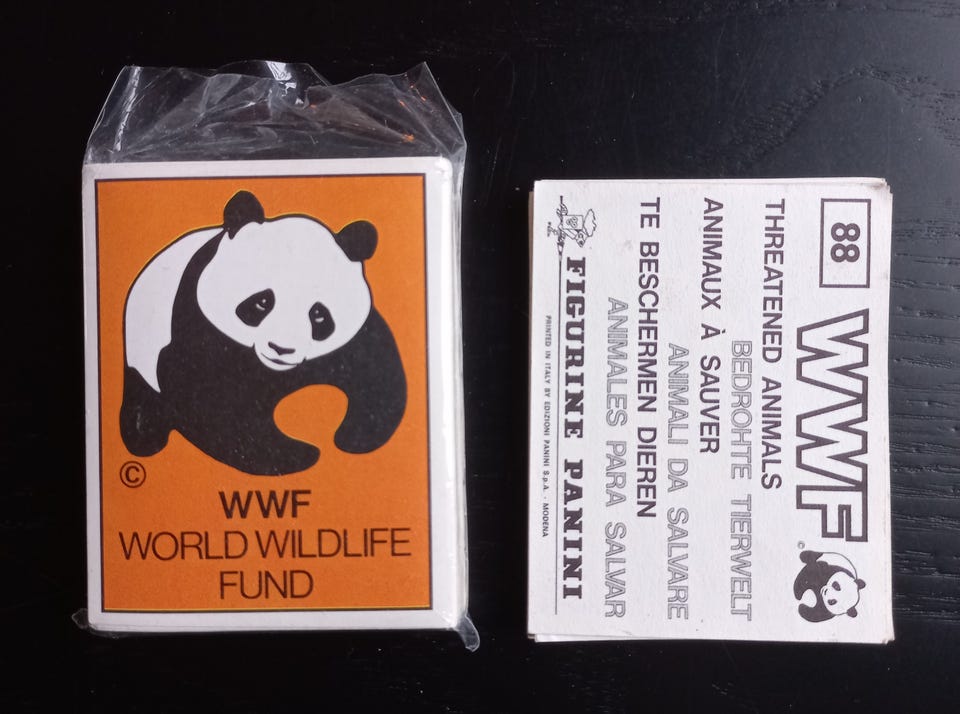 ©
WWF
WORLD WILDLIFE
FUND
88
WWF
©
THREATENED ANIMALS
BEDROHTE TIERWELT
ANIMAUX À SAUVER
ANIMALI DA SALVARE
TE BESCHERMEN DIEREN
ANIMALES PARA SALVAR
FIGURINE PANINI
PRINTED IN ITALY BY EDIZIONI PANINI S.p.A. - MODENA